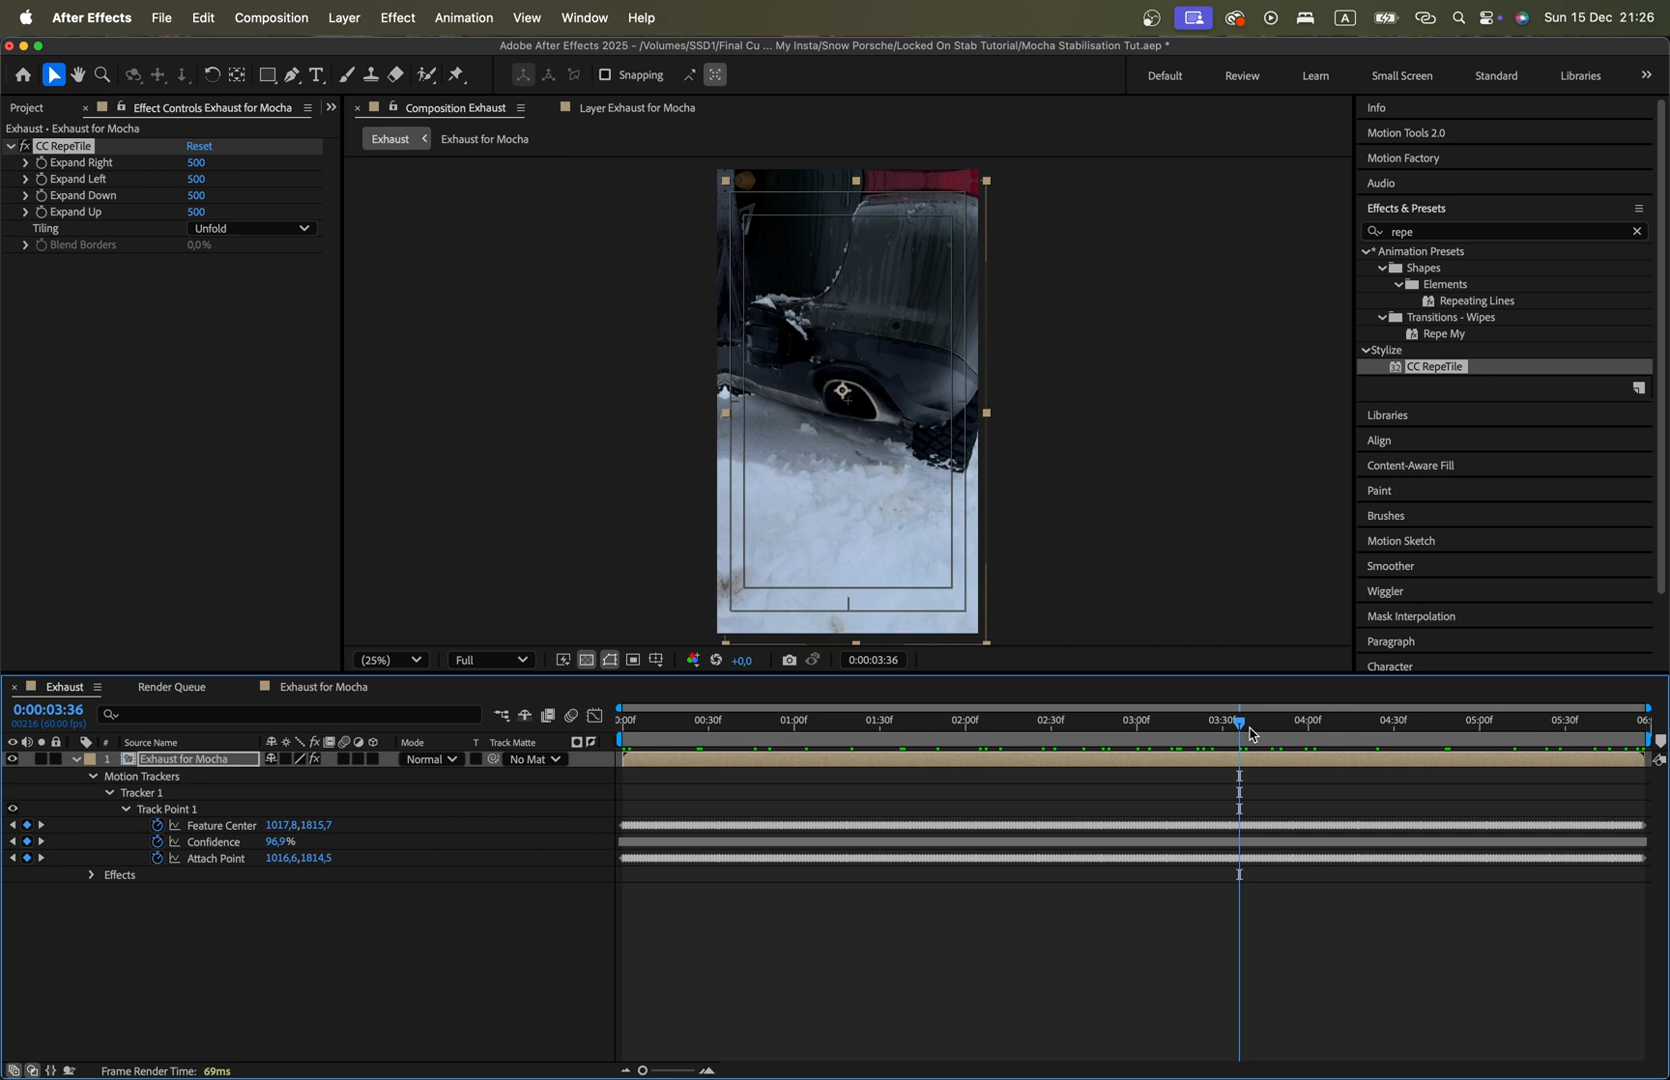 After Effects File Edit Composition Layer Effect Animation View Window Help
A Sun 15 Dec 21:26
Adobe After Effects 2025 - /Volumes/SSD1/Final Cu ... My Insta/Snow Porsche/Locked On Stab Tutorial/Mocha Stabilisation Tut.aep *
Snapping
Default Review Learn Small Screen Standard Libraries
Project
Effect Controls Exhaust for Mocha
Exhaust • Exhaust for Mocha
fx CC RepeTile Reset
Expand Right 500
Expand Left 500
Expand Down 500
Expand Up 500
Tiling Unfold
Blend Borders 0,0%
Composition Exhaust
Layer Exhaust for Mocha
Exhaust Exhaust for Mocha
(25%) Full +0,0 0:00:03:36
Info
Motion Tools 2.0
Motion Factory
Audio
Effects & Presets
repe
* Animation Presets
Shapes
Elements
Repeating Lines
Transitions - Wipes
Repe My
Stylize
32 CC RepeTile
Libraries
Align
Content-Aware Fill
Paint
Brushes
Motion Sketch
Smoother
Wiggler
Mask Interpolation
Paragraph
Character
Exhaust
Render Queue
Exhaust for Mocha
0:00:03:36
00216 (60.00 fps)
# Source Name fx Mode T Track Matte
1 Exhaust for Mocha fx Normal No Mat
Motion Trackers
Tracker 1
Track Point 1
Feature Center 1017,8,1815,7
Confidence 96,9%
Attach Point 1016,6,1814,5
Effects
0:00f 00:30f 01:00f 01:30f 02:00f 02:30f 03:00f 03:30f 04:00f 04:30f 05:00f 05:30f 06:
Frame Render Time: 69ms